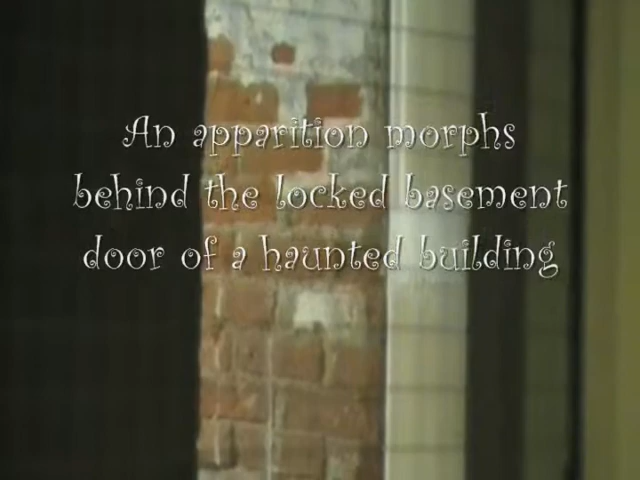 An apparition morphs
behind the locked basement
door of a haunted building